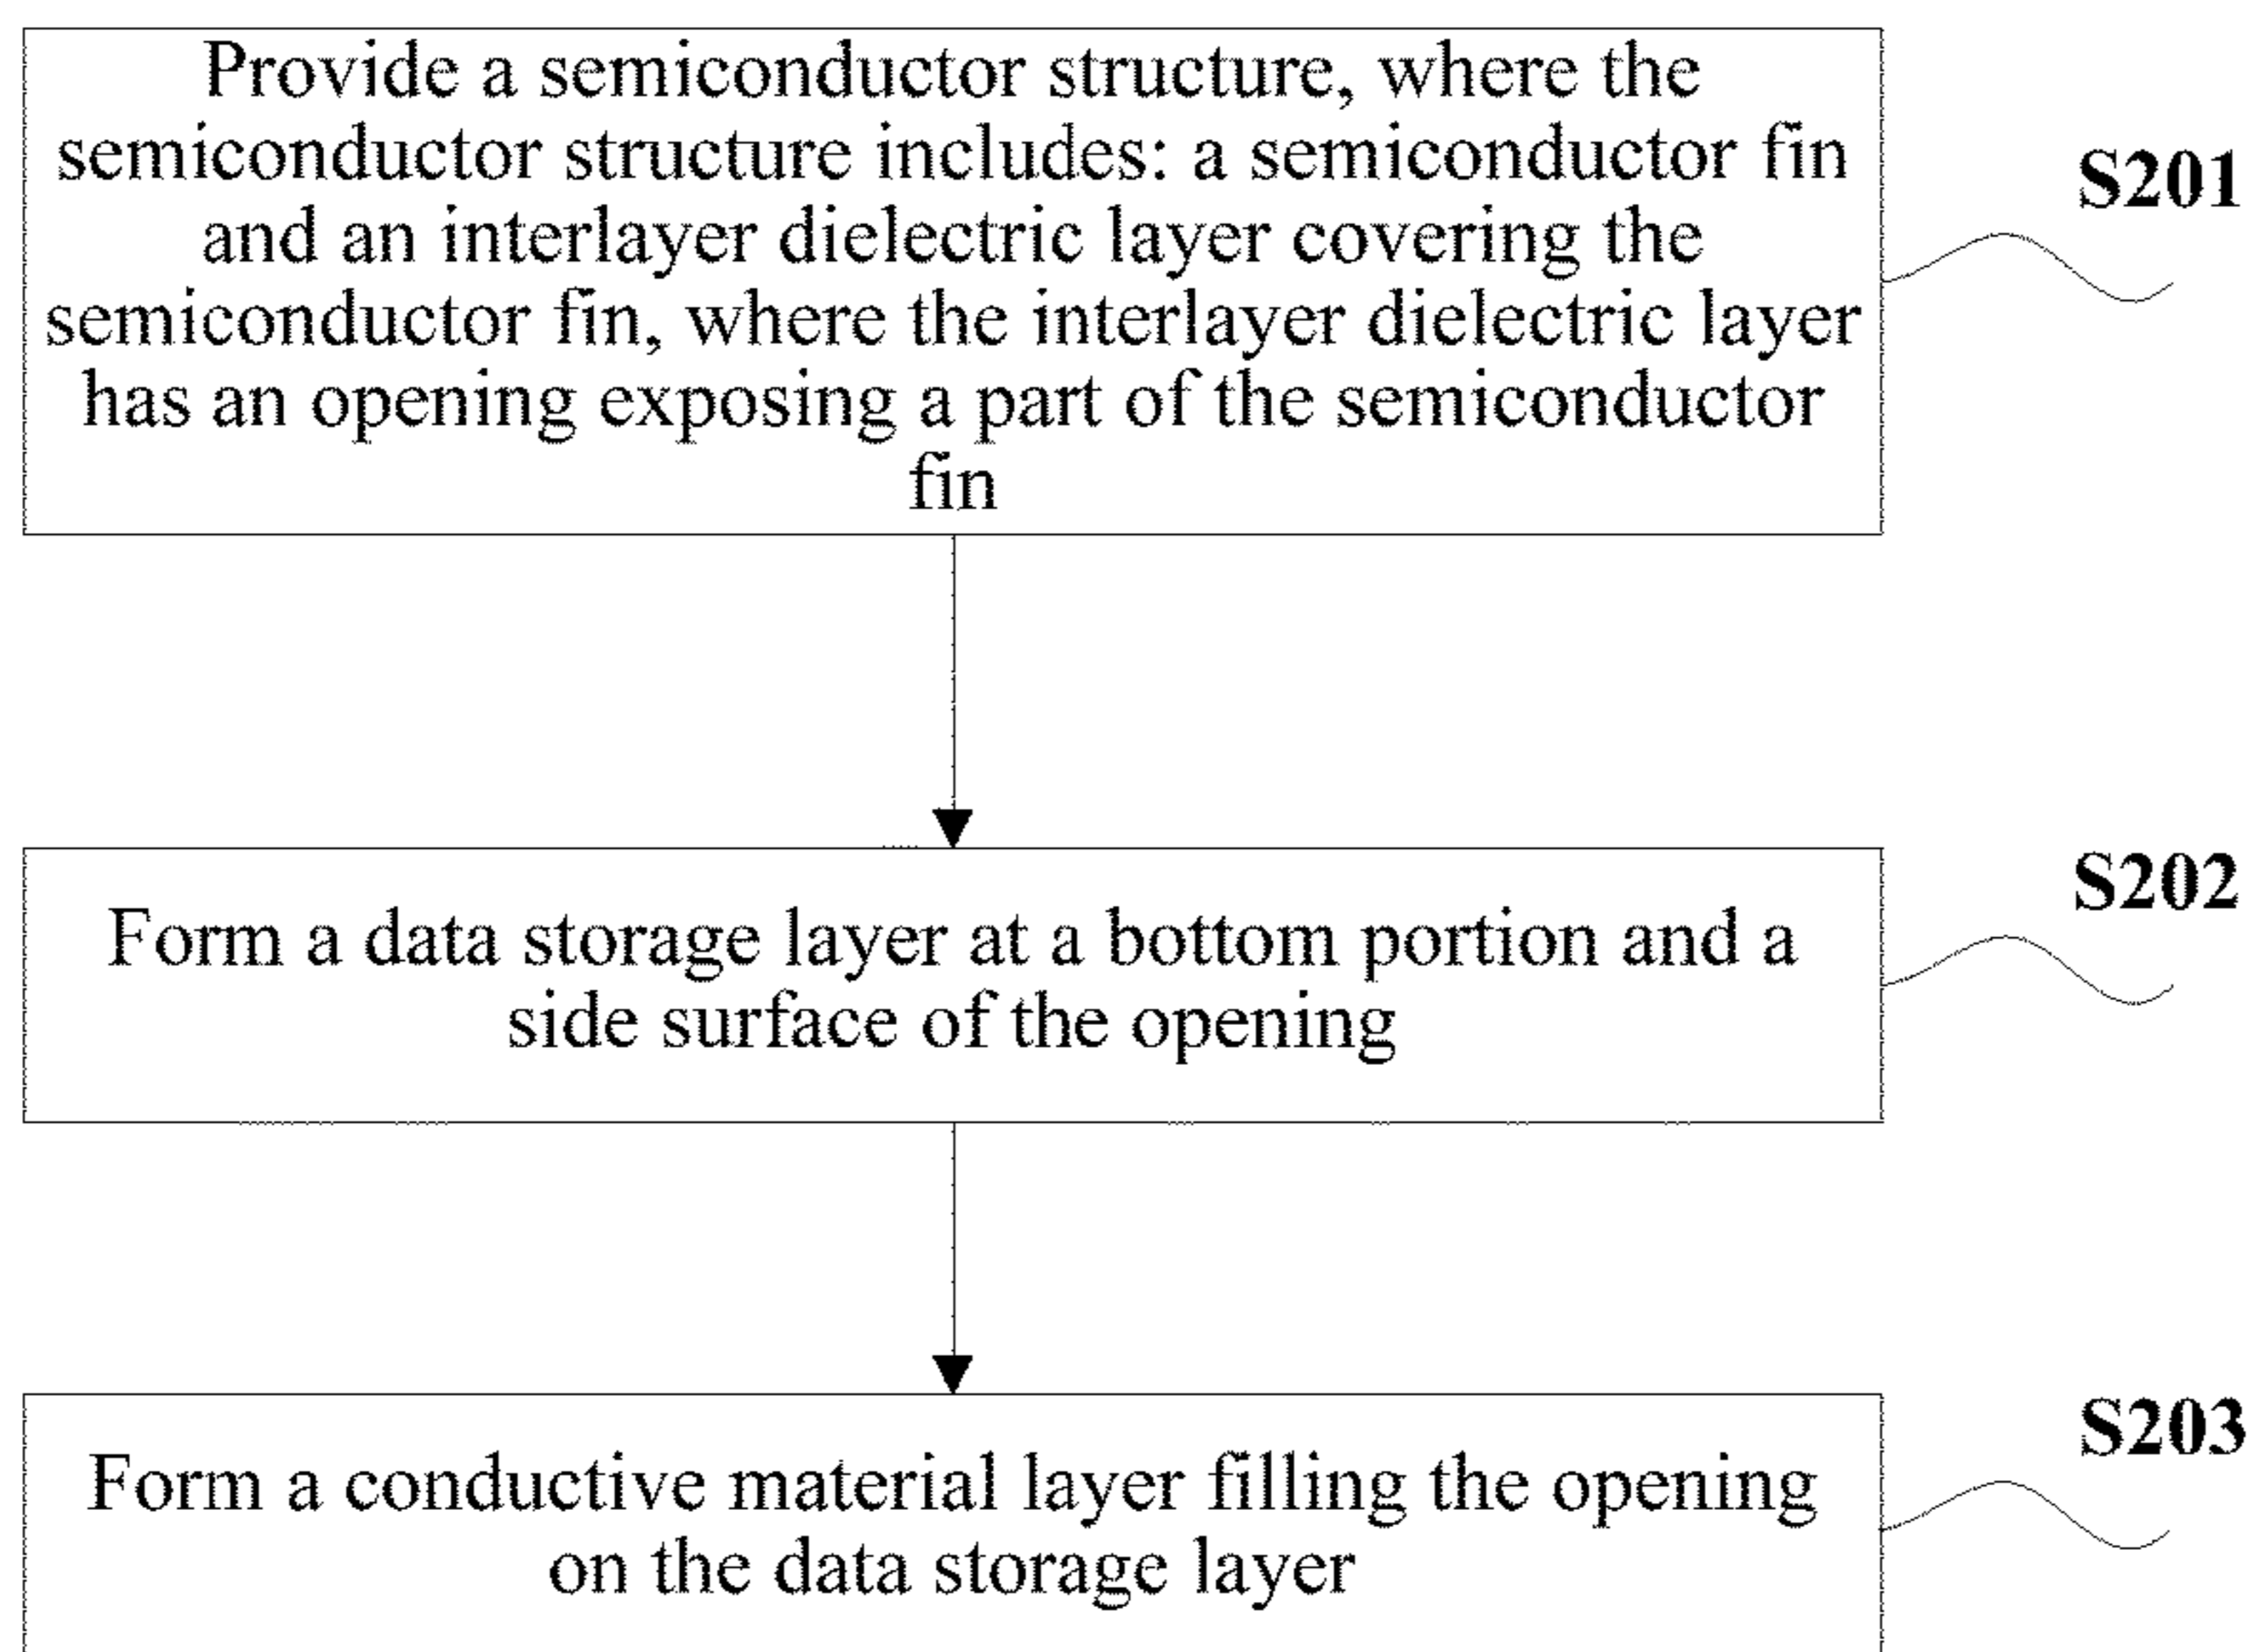 Provide a semiconductor structure, where the
semiconductor structure includes: a semiconductor fin
and an interlayer dielectric layer covering the
semiconductor fin, where the interlayer dielectric layer
has an opening exposing a part of the semiconductor
fin
S201
Form a data storage layer at a bottom portion and a
side surface of the opening
S202
Form a conductive material layer filling the opening
on the data storage layer
S203